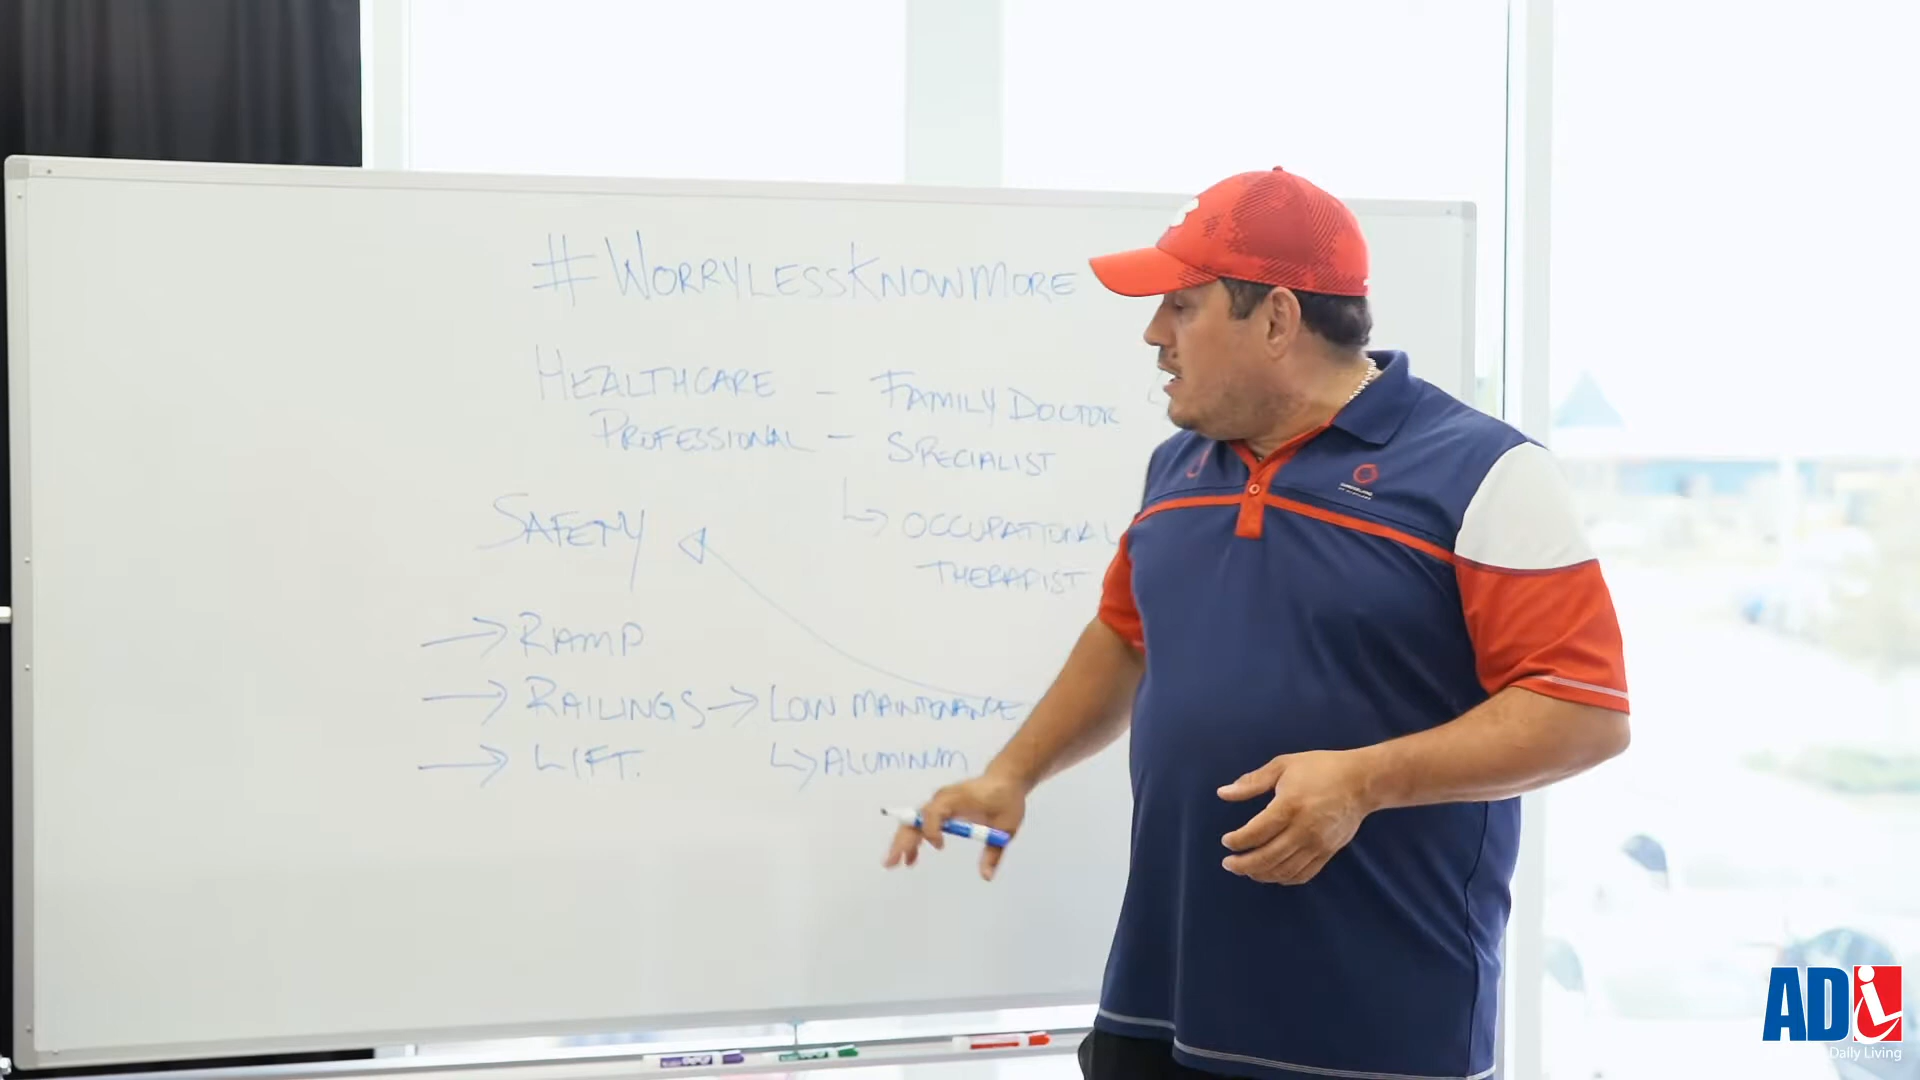 #WORRYLESSKNOWMORE
HEALTHCARE - FAMILY DOCTOR
PROFESSIONAL - SPECIALIST
SAFETY
OCCUPATIONAL
THERAPIST
RAMP
RAILINGS → LOW MAINTENANCE
LIFT.
ALUMINUM
ADL
Daily Living